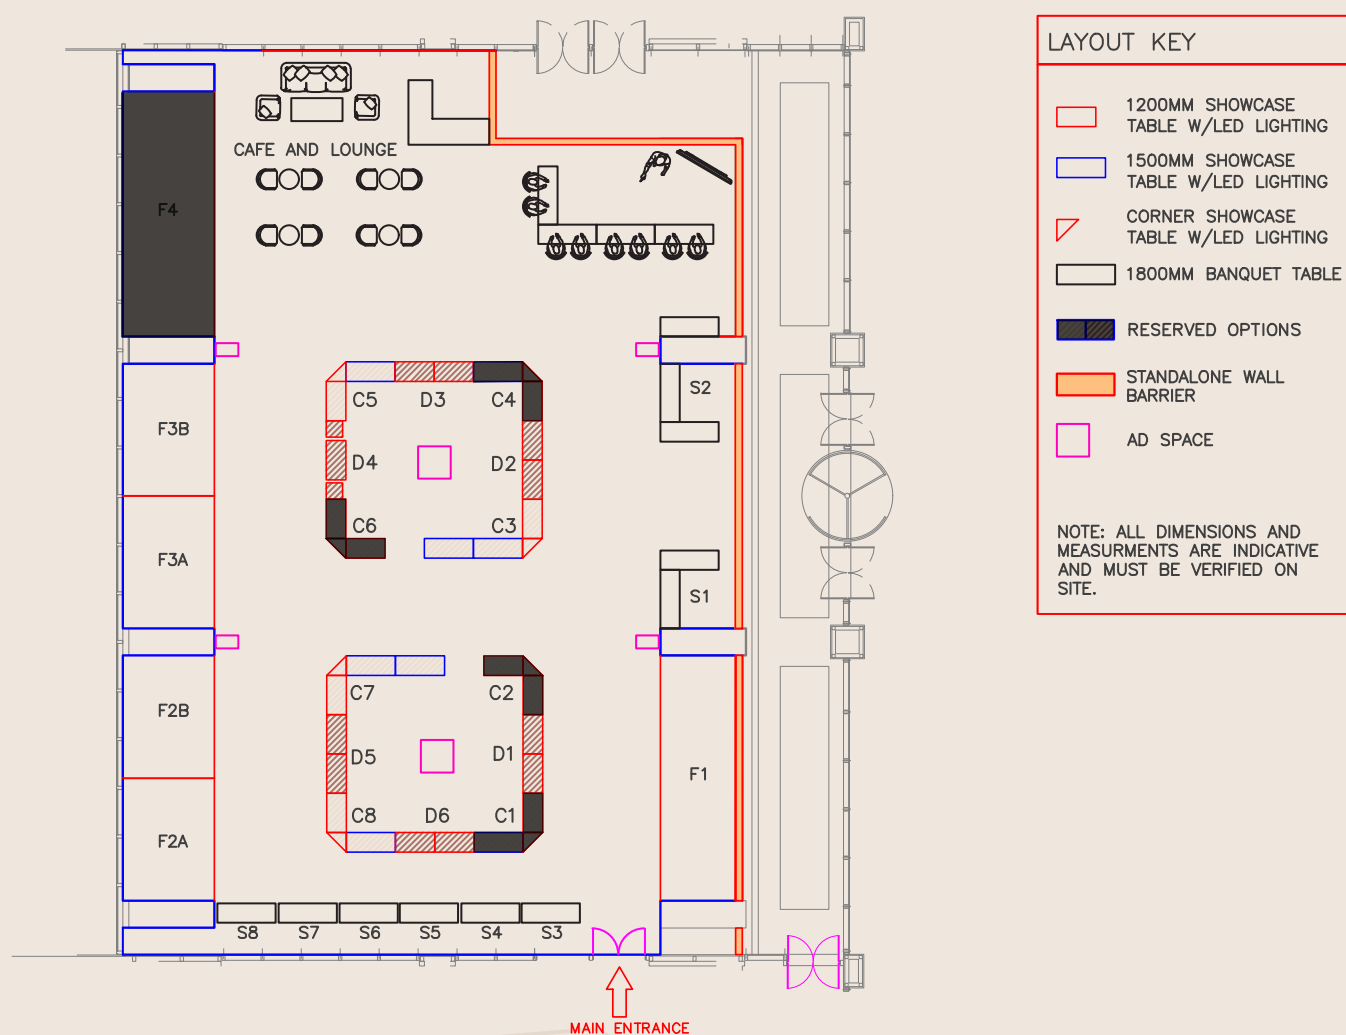 LAYOUT KEY
1200MM SHOWCASE
TABLE W/LED LIGHTING
1500MM SHOWCASE
TABLE W/LED LIGHTING
CORNER SHOWCASE
TABLE W/LED LIGHTING
1800MM BANQUET TABLE
RESERVED OPTIONS
STANDALONE WALL
BARRIER
AD SPACE
NOTE: ALL DIMENSIONS AND
MEASURMENTS ARE INDICATIVE
AND MUST BE VERIFIED ON
SITE.
CAFE AND LOUNGE
F4
C5 D3 C4
S2
F3B
D4 D2
C6 C3
F3A
S1
C7 C2
F2B
D5 D1
F1
C8 D6 C1
F2A
S8 S7 S6 S5 S4 S3
MAIN ENTRANCE